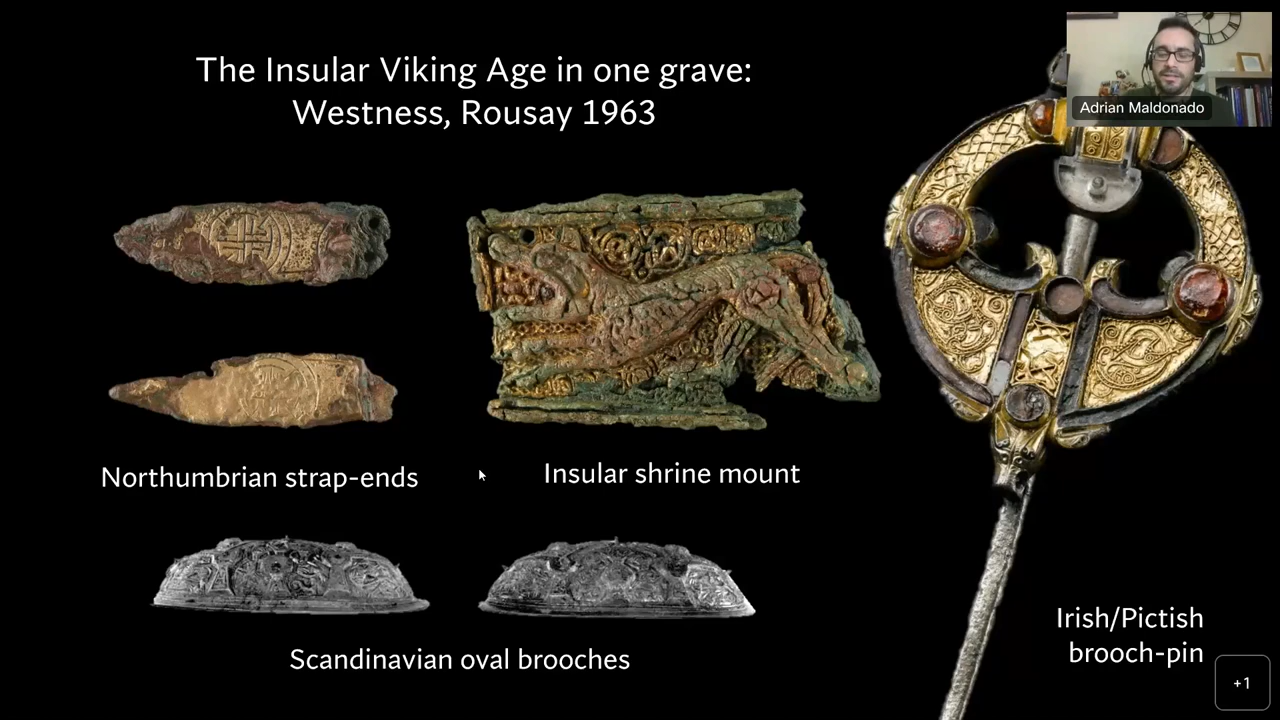 The Insular Viking Age in one grave:
Westness, Rousay 1963
Adrian Maldonado
Northumbrian strap-ends
Insular shrine mount
Scandinavian oval brooches
Irish/Pictish
brooch-pin
+1